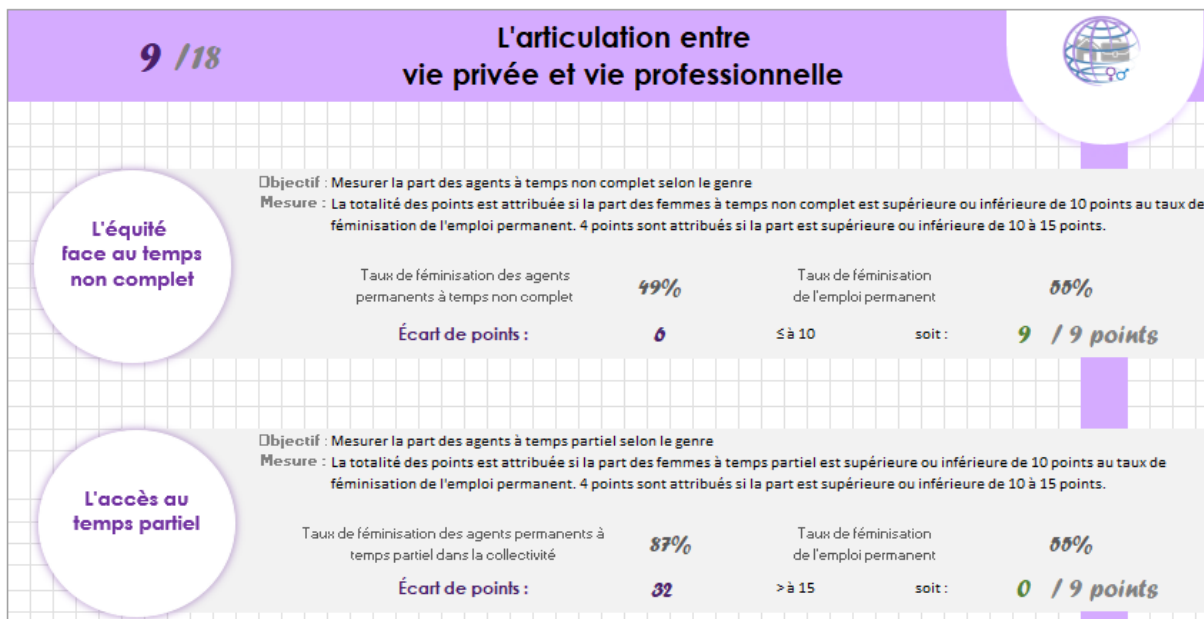 9 /18
L'articulation entre
vie privée et vie professionnelle
L'équité
face au temps
non complet
Objectif : Mesurer la part des agents à temps non complet selon le genre
Mesure : La totalité des points est attribuée si la part des femmes à temps non complet est supérieure ou inférieure de 10 points au taux de
féminisation de l'emploi permanent. 4 points sont attribués si la part est supérieure ou inférieure de 10 à 15 points.
Taux de féminisation des agents
permanents à temps non complet
49%
Taux de féminisation
de l'emploi permanent
55%
Écart de points : 6 ≤ à 10 soit : 9 / 9 points
L'accès au
temps partiel
Objectif : Mesurer la part des agents à temps partiel selon le genre
Mesure : La totalité des points est attribuée si la part des femmes à temps partiel est supérieure ou inférieure de 10 points au taux de
féminisation de l'emploi permanent. 4 points sont attribués si la part est supérieure ou inférieure de 10 à 15 points.
Taux de féminisation des agents permanents à
temps partiel dans la collectivité
87%
Taux de féminisation
de l'emploi permanent
55%
Écart de points : 32 > à 15 soit : 0 / 9 points